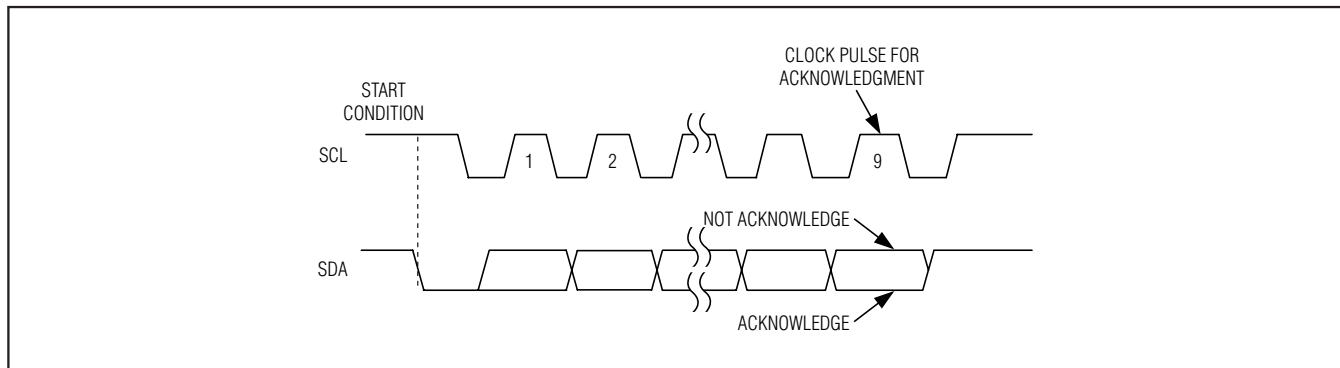 CLOCK PULSE FOR
ACKNOWLEDGMENT
START
CONDITION
SCL
1
2
9
NOT ACKNOWLEDGE
SDA
ACKNOWLEDGE